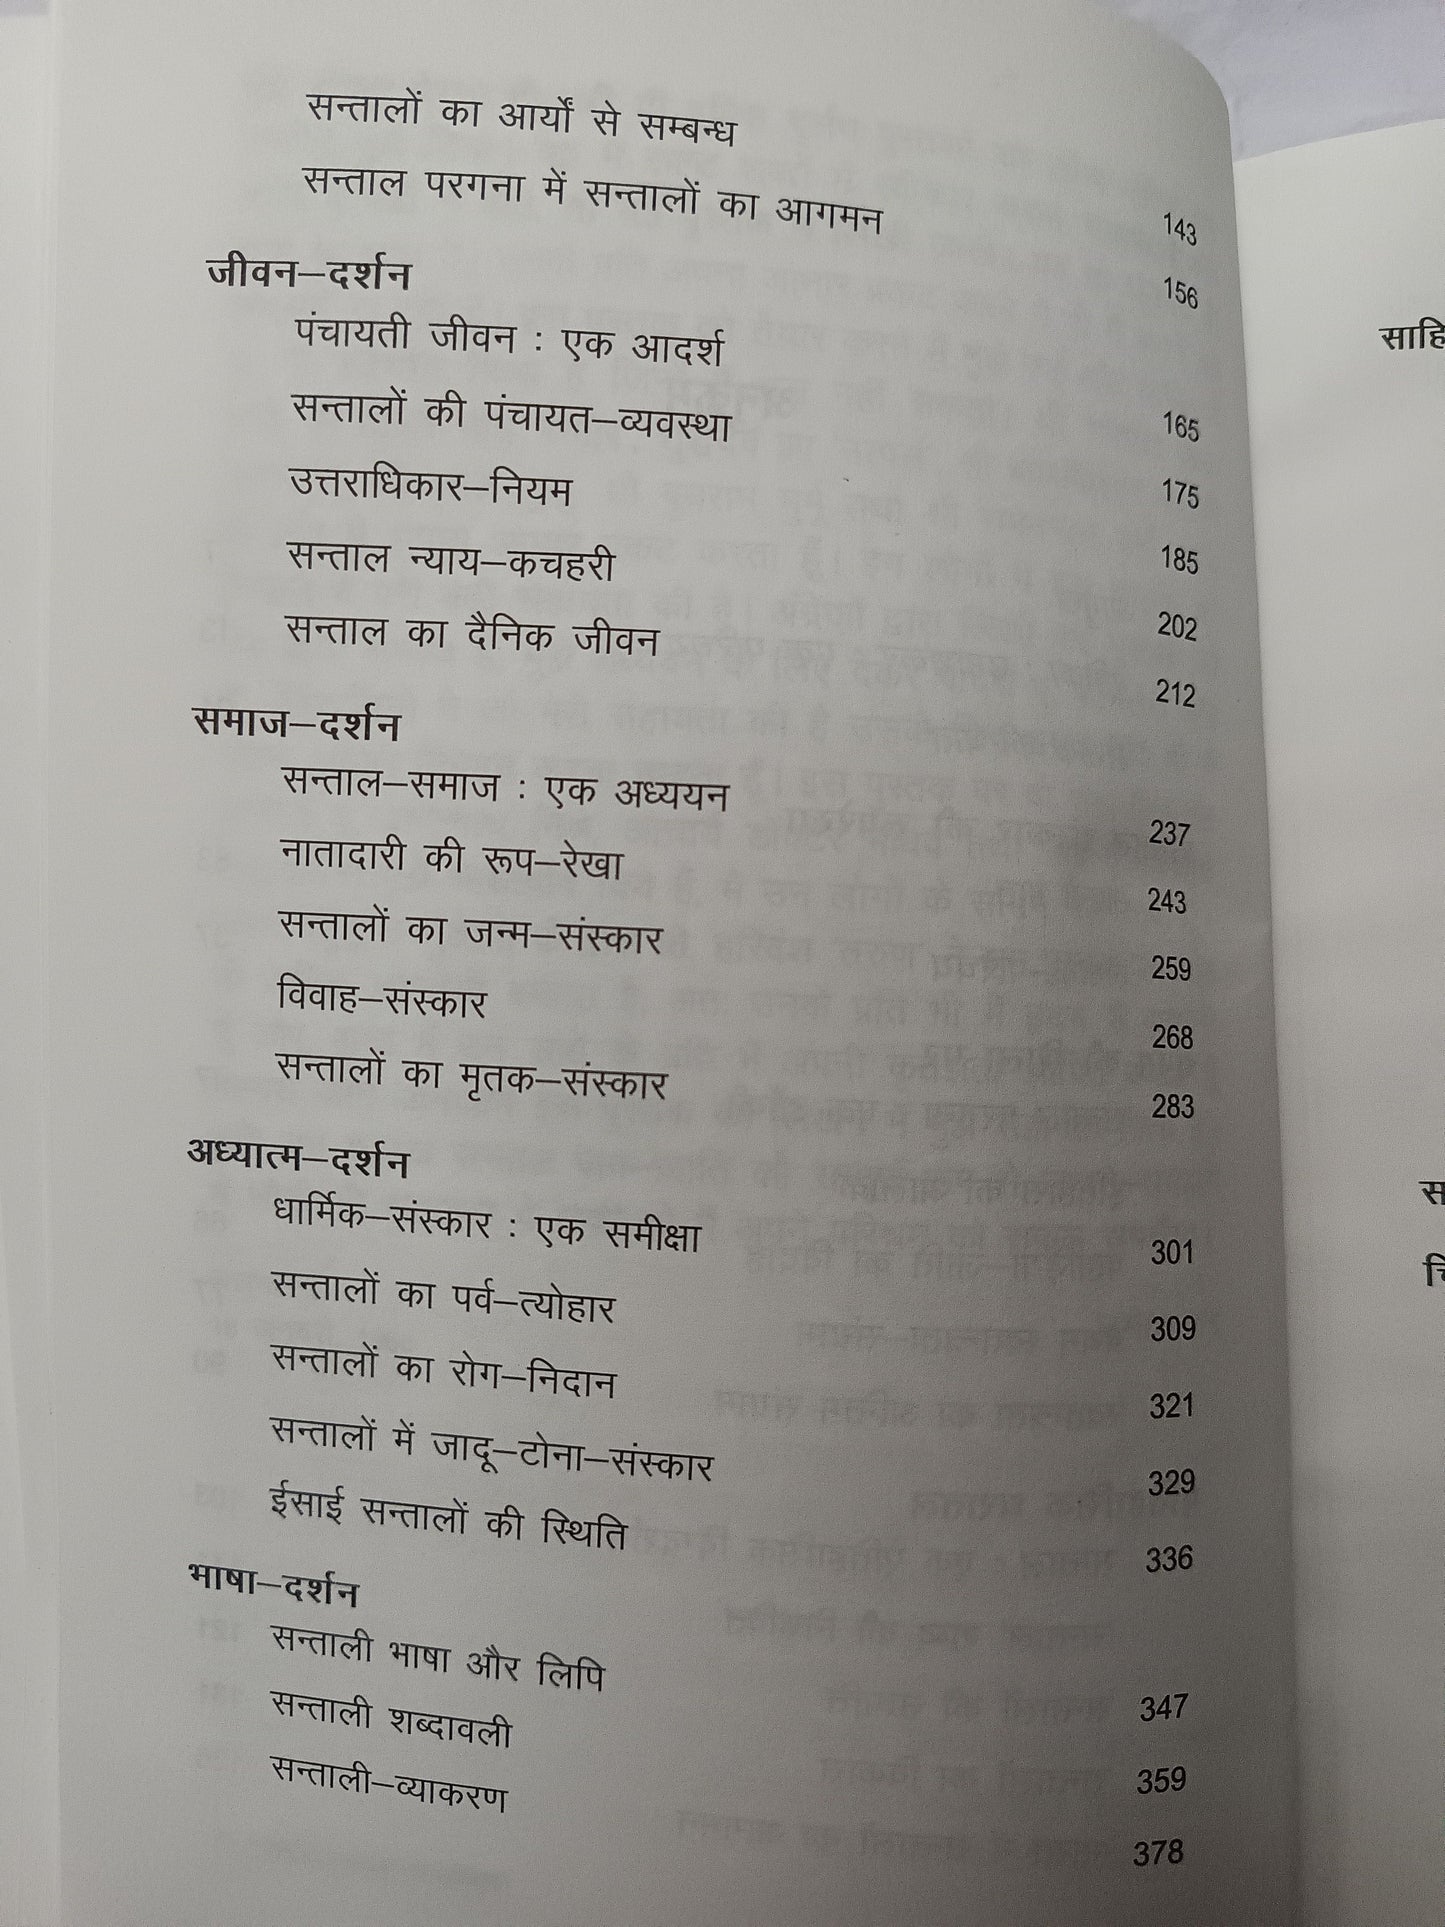 सन्तालों का आर्यों से सम्बन्ध 143
सन्ताल परगना में सन्तालों का आगमन 156
जीवन–दर्शन
पंचायती जीवन : एक आदर्श 165
सन्तालों की पंचायत–व्यवस्था 175
उत्तराधिकार–नियम 185
सन्ताल न्याय–कचहरी 202
सन्ताल का दैनिक जीवन 212
समाज–दर्शन
सन्ताल–समाज : एक अध्ययन 237
नातादारी की रूप–रेखा 243
सन्तालों का जन्म–संस्कार 259
विवाह–संस्कार 268
सन्तालों का मृतक–संस्कार 283
अध्यात्म–दर्शन
धार्मिक–संस्कार : एक समीक्षा 301
सन्तालों का पर्व–त्योहार 309
सन्तालों का रोग–निदान 321
सन्तालों में जादू–टोना–संस्कार 329
ईसाई सन्तालों की स्थिति 336
भाषा–दर्शन
सन्ताली भाषा और लिपि 347
सन्ताली शब्दावली 359
सन्ताली–व्याकरण 378